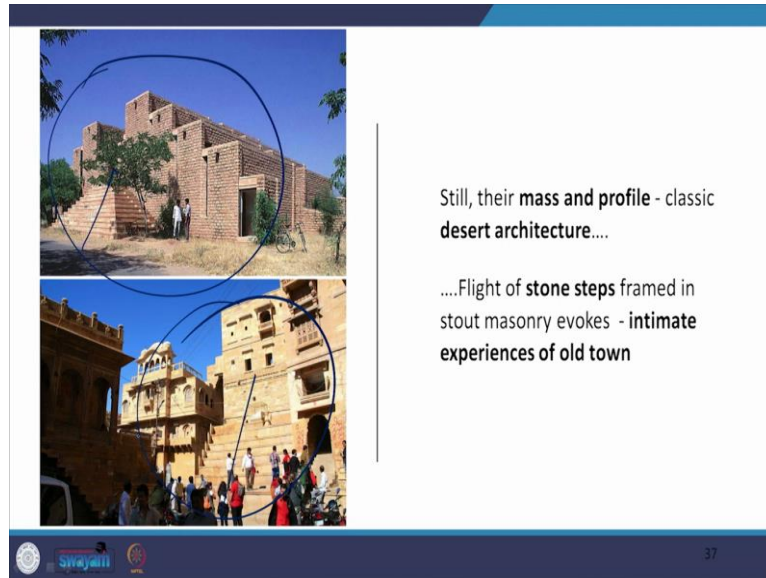 Still, their mass and profile - classic
desert architecture....
....Flight of stone steps framed in
stout masonry evokes - intimate
experiences of old town
swayam
37